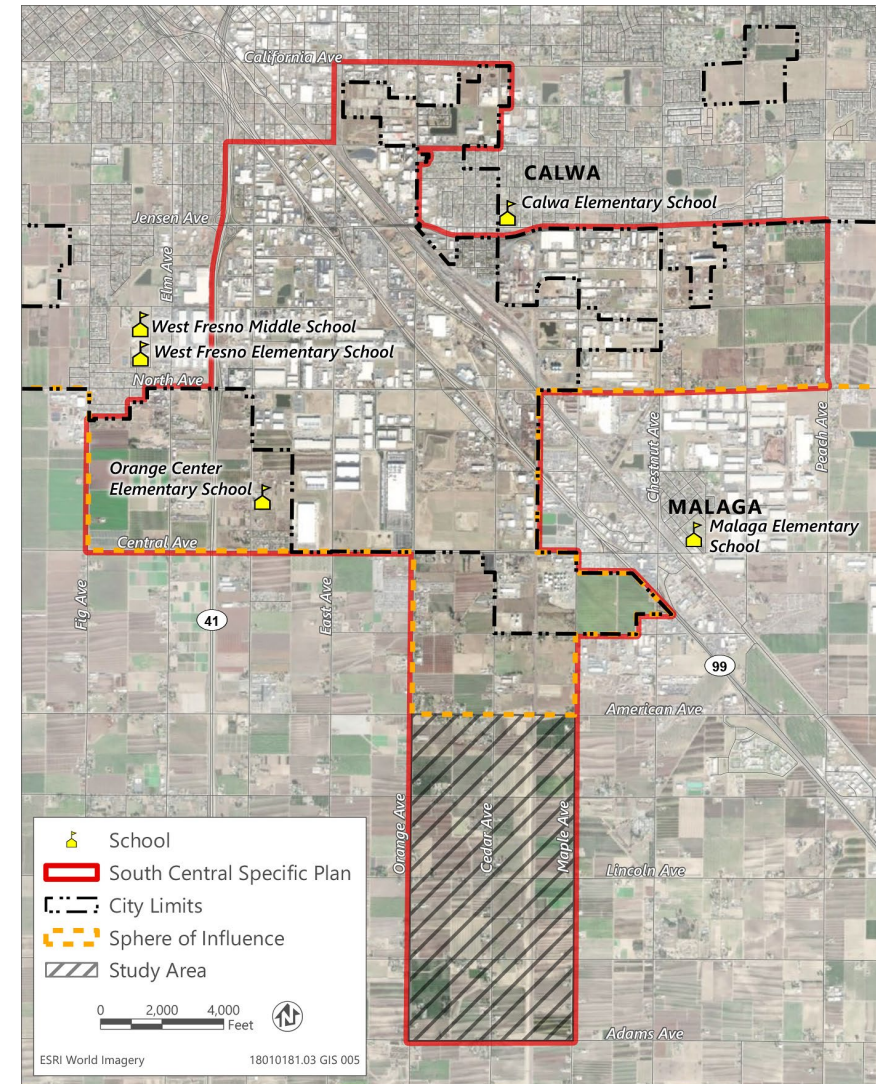 California Ave
CALWA
Calwa Elementary School
Jensen Ave
Elm Ave
West Fresno Middle School
West Fresno Elementary School
North Ave
Chestnut Ave
Peach Ave
Orange Center
Elementary School
MALAGA
Malaga Elementary
School
Central Ave
Fig Ave
41
East Ave
99
American Ave
Orange Ave
Cedar Ave
Maple Ave
Lincoln Ave
Adams Ave
School
South Central Specific Plan
City Limits
Sphere of Influence
Study Area
0 2,000 4,000
Feet
ESRI World Imagery 18010181.03 GIS 005